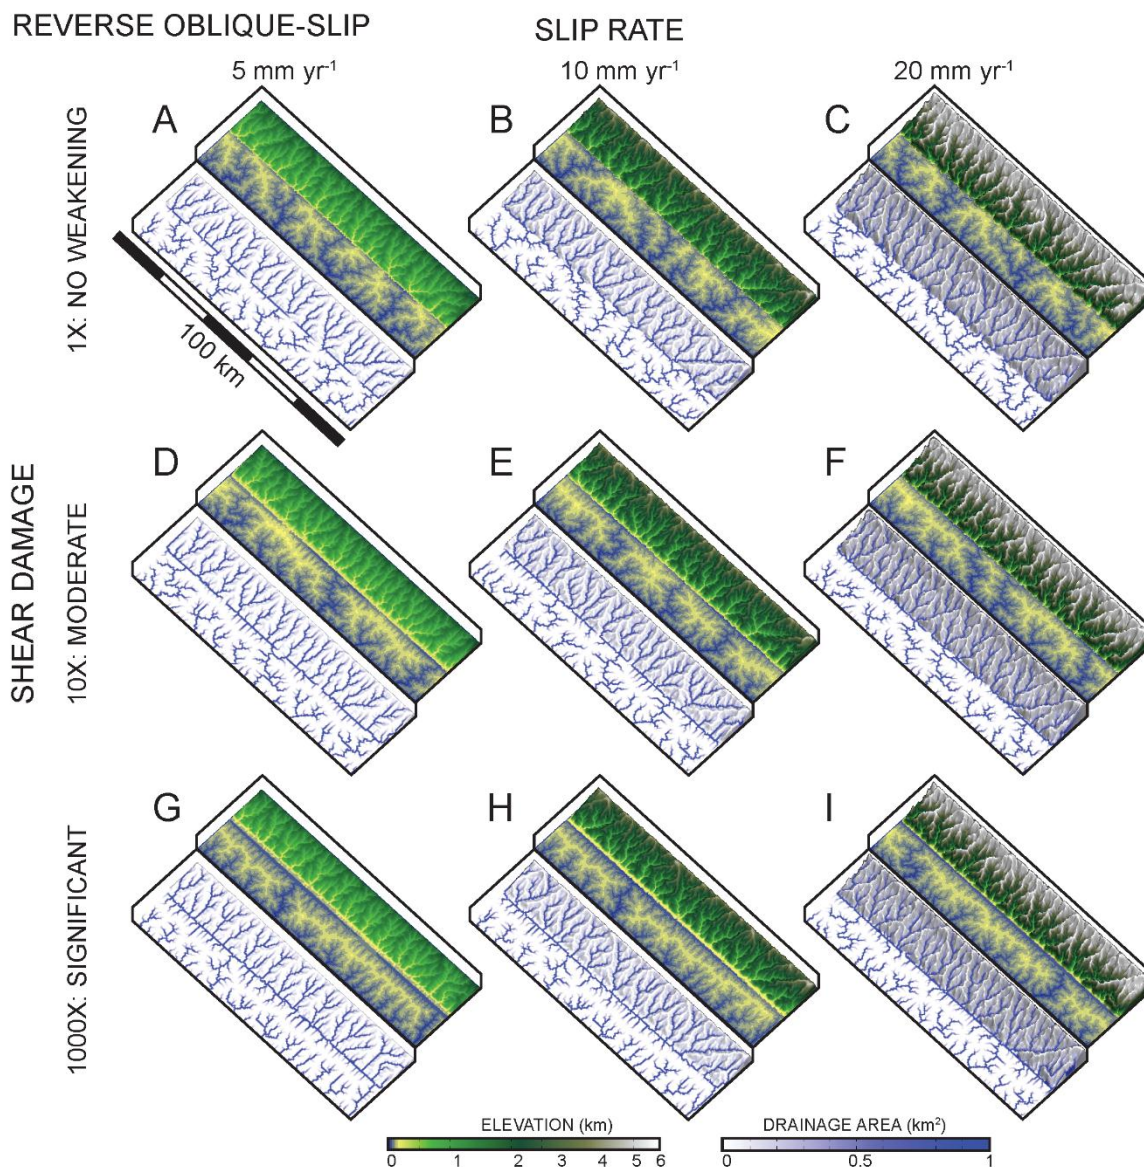 REVERSE OBLIQUE-SLIP
SLIP RATE
5 mm yr-1
10 mm yr-1
20 mm yr-1
SHEAR DAMAGE
1X: NO WEAKENING
A
B
C
100 km
10X: MODERATE
D
E
F
1000X: SIGNIFICANT
G
H
I
ELEVATION (km)
0 1 2 3 4 5 6
DRAINAGE AREA (km2)
0 0.5 1